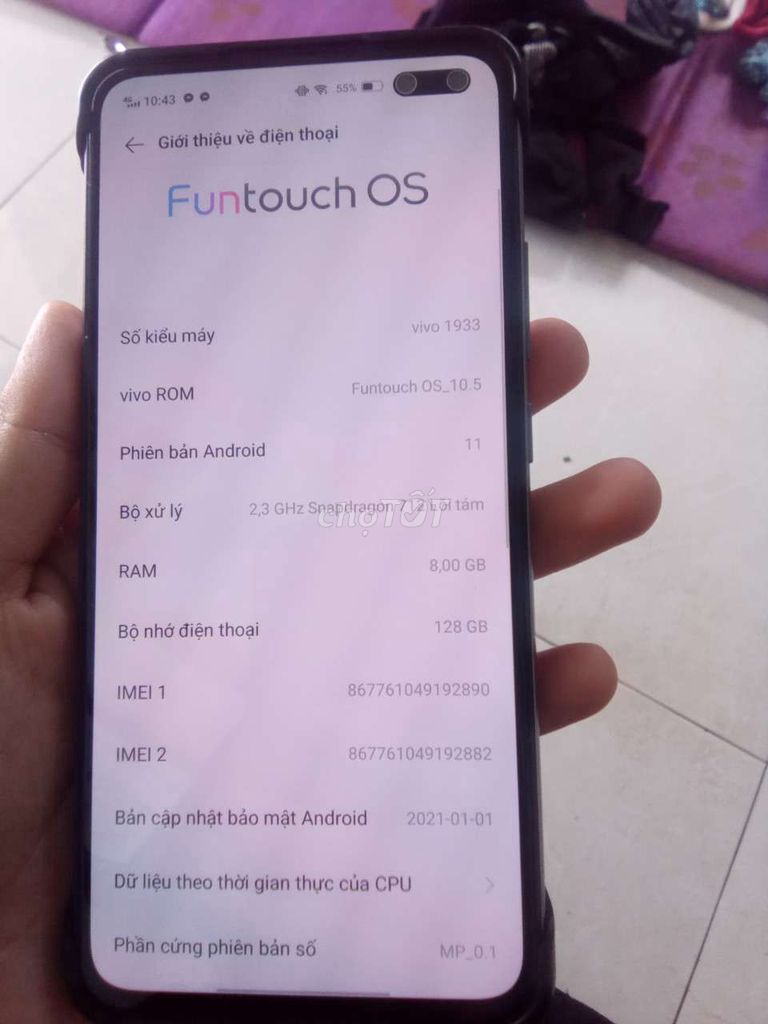 4G 10:43 55%
← Giới thiệu về điện thoại
Funtouch OS
Số kiểu máy vivo 1933
vivo ROM Funtouch OS_10.5
Phiên bản Android 11
Bộ xử lý 2,3 GHz Snapdragon 712 Lõi tám
chợTỐT
RAM 8,00 GB
Bộ nhớ điện thoại 128 GB
IMEI 1 867761049192890
IMEI 2 867761049192882
Bản cập nhật bảo mật Android 2021-01-01
Dữ liệu theo thời gian thực của CPU >
Phần cứng phiên bản số MP_0.1